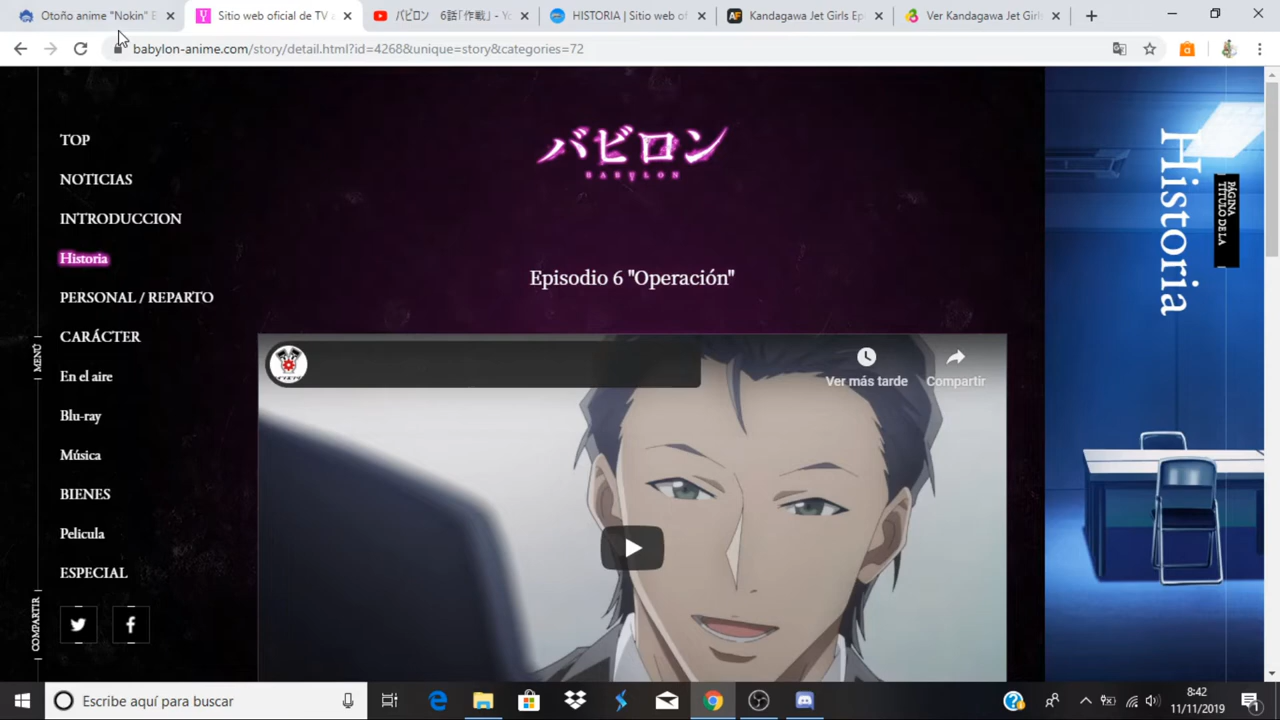 Otoño anime "Nokin" E
Sitio web oficial de TV a
バビロン 6話「作戦」 - Yo
HISTORIA | Sitio web of
Kandagawa Jet Girls Ep
Ver Kandagawa Jet Girls
babylon-anime.com/story/detail.html?id=4268&unique=story&categories=72
TOP
NOTICIAS
INTRODUCCION
Historia
PERSONAL / REPARTO
CARÁCTER
En el aire
Blu-ray
Música
BIENES
Pelicula
ESPECIAL
MENÚ
COMPARTIR
バビロン
BABYLON
Episodio 6 "Operación"
Ver más tarde
Compartir
Historia
PÁGINA
TÍTULO DE LA
Escribe aquí para buscar
8:42
11/11/2019